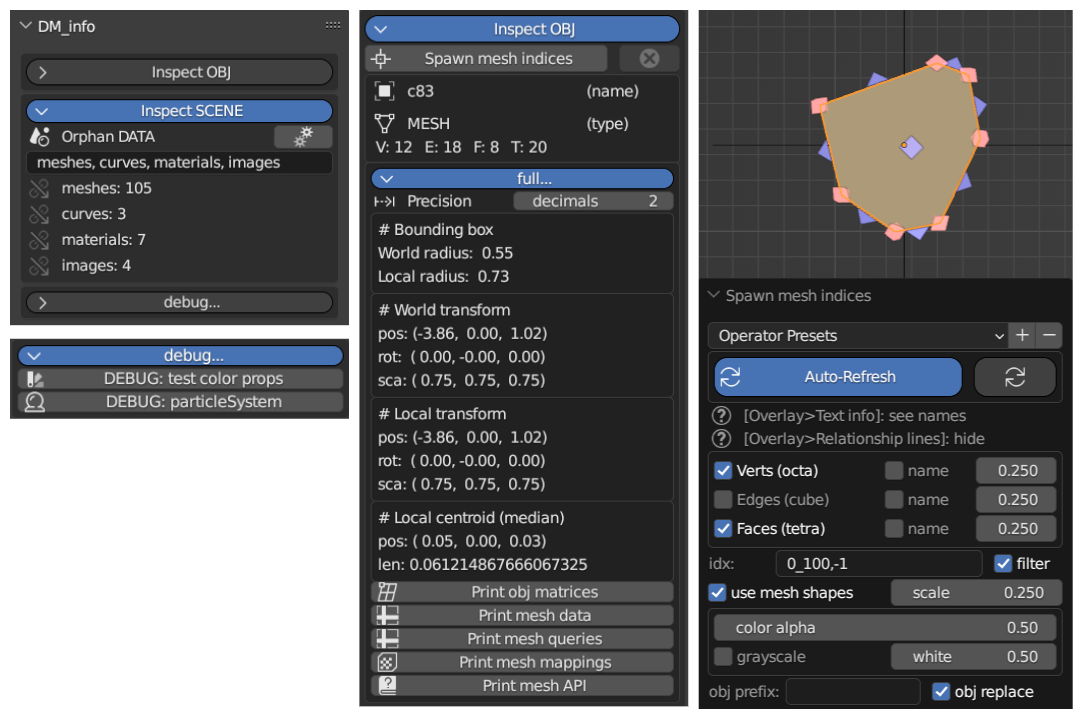 DM_info
Inspect OBJ
Inspect SCENE
Orphan DATA
meshes, curves, materials, images
meshes: 105
curves: 3
materials: 7
images: 4
debug...
debug...
DEBUG: test color props
DEBUG: particleSystem
Inspect OBJ
Spawn mesh indices
c83 (name)
MESH (type)
V: 12 E: 18 F: 8 T: 20
full...
Precision decimals 2
# Bounding box
World radius: 0.55
Local radius: 0.73
# World transform
pos: (-3.86, 0.00, 1.02)
rot: ( 0.00, -0.00, 0.00)
sca: ( 0.75, 0.75, 0.75)
# Local transform
pos: (-3.86, 0.00, 1.02)
rot: ( 0.00, -0.00, 0.00)
sca: ( 0.75, 0.75, 0.75)
# Local centroid (median)
pos: ( 0.05, 0.00, 0.03)
len: 0.061214867666067325
Print obj matrices
Print mesh data
Print mesh queries
Print mesh mappings
Print mesh API
Spawn mesh indices
Operator Presets
Auto-Refresh
[Overlay>Text info]: see names
[Overlay>Relationship lines]: hide
Verts (octa) name 0.250
Edges (cube) name 0.250
Faces (tetra) name 0.250
idx: 0_100,-1 filter
use mesh shapes scale 0.250
color alpha 0.50
grayscale white 0.50
obj prefix: obj replace